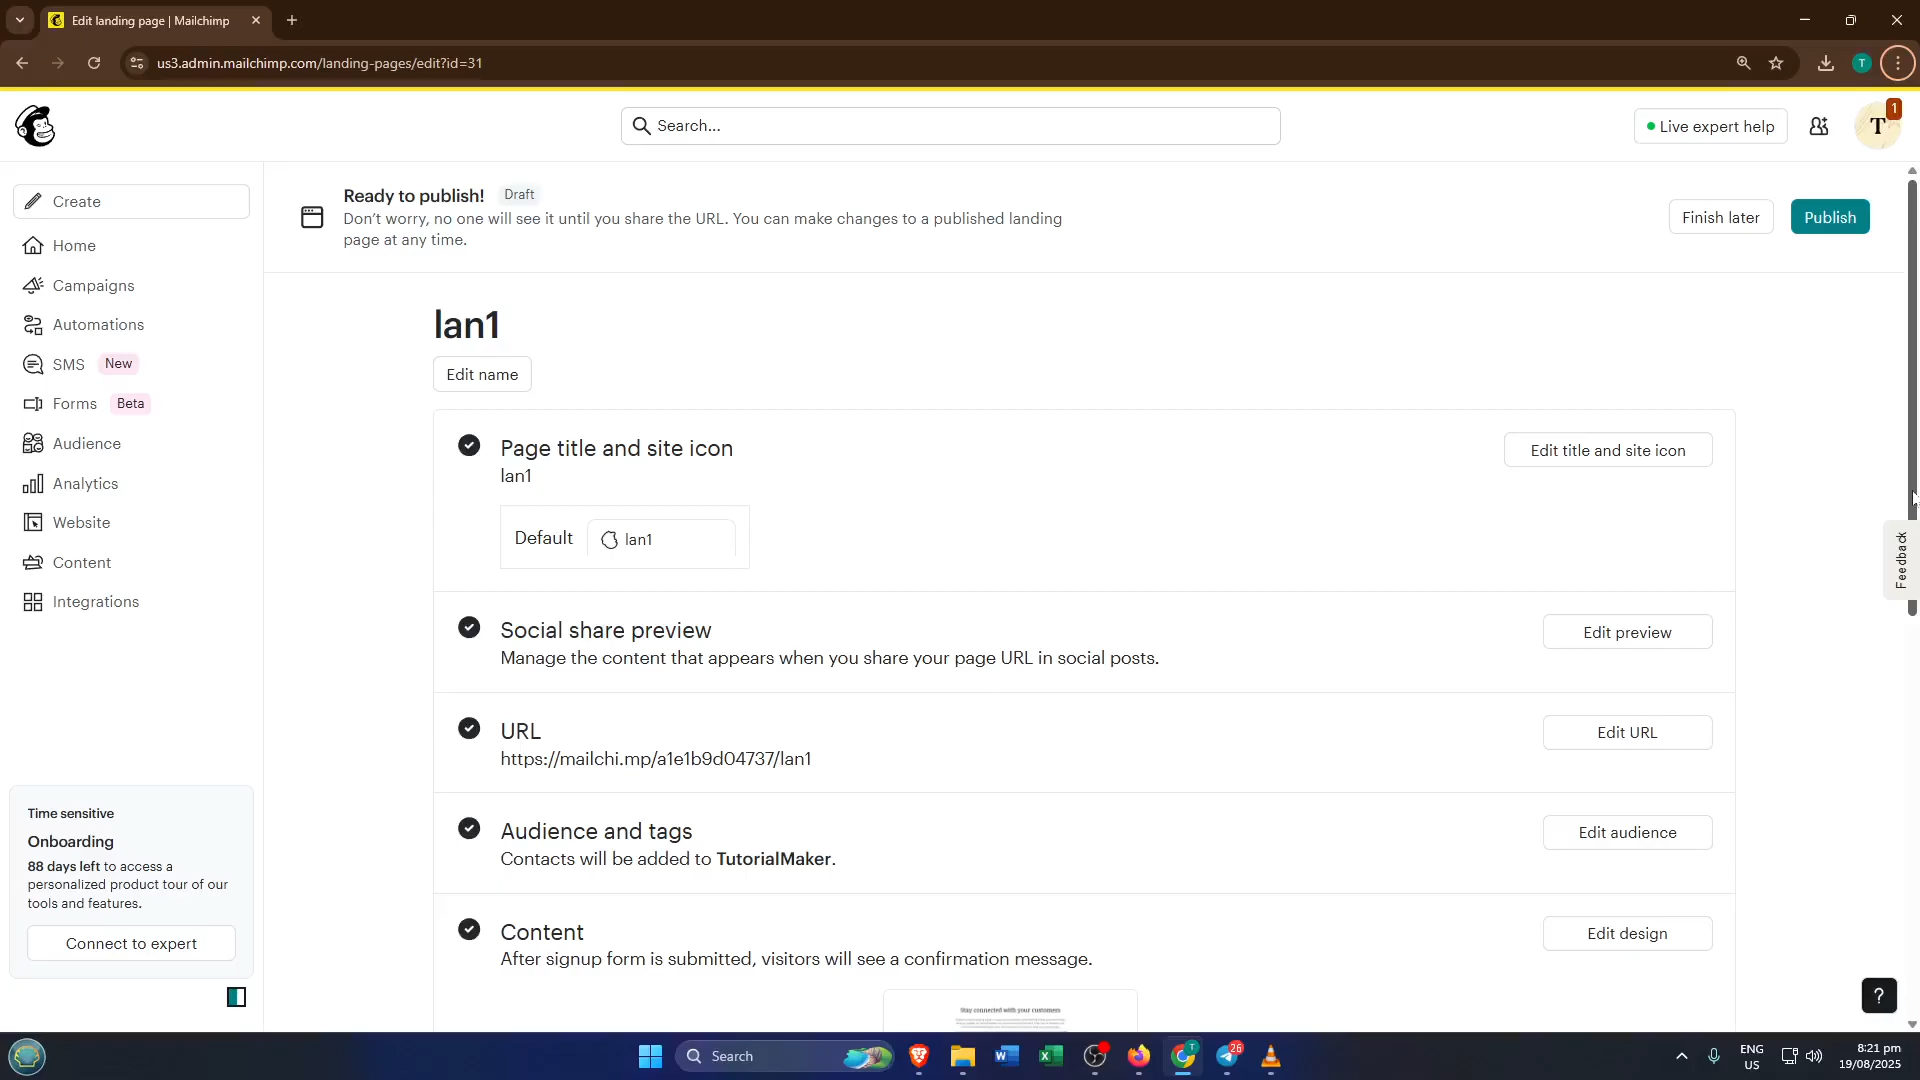 Edit landing page | Mailchimp
us3.admin.mailchimp.com/landing-pages/edit?id=31
T
Search...
Live expert help
T
1
Create
Home
Campaigns
Automations
SMS New
Forms Beta
Audience
Analytics
Website
Content
Integrations
Time sensitive
Onboarding
88 days left to access a
personalized product tour of our
tools and features.
Connect to expert
Ready to publish! Draft
Don't worry, no one will see it until you share the URL. You can make changes to a published landing
page at any time.
Finish later
Publish
lan1
Edit name
Page title and site icon
lan1
Edit title and site icon
Default
lan1
Social share preview
Manage the content that appears when you share your page URL in social posts.
Edit preview
URL
https://mailchi.mp/a1e1b9d04737/lan1
Edit URL
Audience and tags
Contacts will be added to TutorialMaker.
Edit audience
Content
After signup form is submitted, visitors will see a confirmation message.
Edit design
Stay connected with your customers
Feedback
?
Search
T
26
ENG
US
8:21 pm
19/08/2025